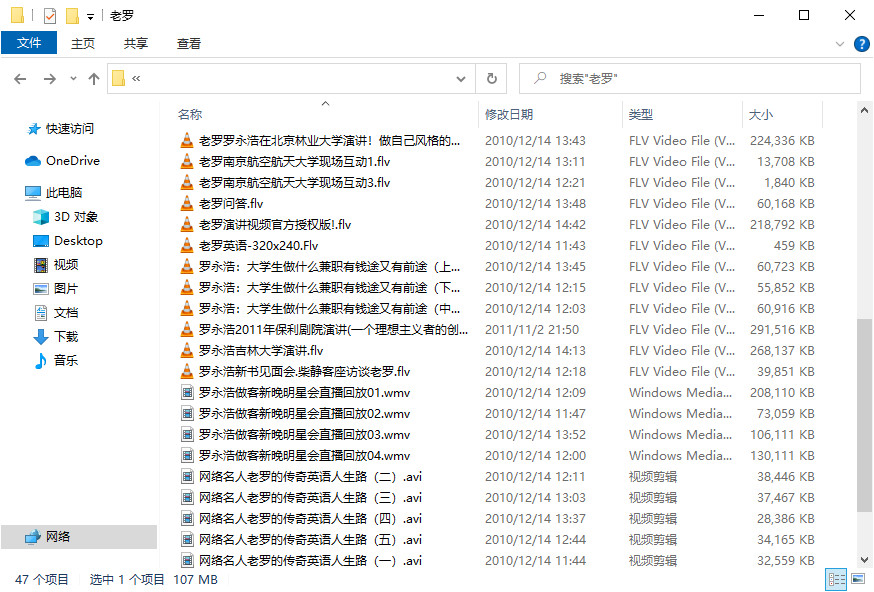 老罗
文件 主页 共享 查看
搜索"老罗"
名称 修改日期 类型 大小
快速访问
OneDrive
此电脑
3D 对象
Desktop
视频
图片
文档
下载
音乐
网络
老罗罗永浩在北京林业大学演讲！做自己风格的... 2010/12/14 13:43 FLV Video File (V... 224,336 KB
老罗南京航空航天大学现场互动1.flv 2010/12/14 13:11 FLV Video File (V... 13,708 KB
老罗南京航空航天大学现场互动3.flv 2010/12/14 12:21 FLV Video File (V... 1,840 KB
老罗问答.flv 2010/12/14 13:48 FLV Video File (V... 60,168 KB
老罗演讲视频官方授权版!.flv 2010/12/14 14:42 FLV Video File (V... 218,792 KB
老罗英语-320x240.Flv 2010/12/14 11:43 FLV Video File (V... 459 KB
罗永浩：大学生做什么兼职有钱途又有前途（上... 2010/12/14 13:45 FLV Video File (V... 60,723 KB
罗永浩：大学生做什么兼职有钱途又有前途（下... 2010/12/14 12:15 FLV Video File (V... 55,852 KB
罗永浩：大学生做什么兼职有钱途又有前途（中... 2010/12/14 12:03 FLV Video File (V... 60,916 KB
罗永浩2011年保利剧院演讲(一个理想主义者的创... 2011/11/2 21:50 FLV Video File (V... 291,516 KB
罗永浩吉林大学演讲.flv 2010/12/14 14:13 FLV Video File (V... 268,137 KB
罗永浩新书见面会.柴静客座访谈老罗.flv 2010/12/14 12:18 FLV Video File (V... 39,851 KB
罗永浩做客新晚明星会直播回放01.wmv 2010/12/14 12:09 Windows Media... 208,110 KB
罗永浩做客新晚明星会直播回放02.wmv 2010/12/14 11:47 Windows Media... 73,059 KB
罗永浩做客新晚明星会直播回放03.wmv 2010/12/14 13:52 Windows Media... 106,111 KB
罗永浩做客新晚明星会直播回放04.wmv 2010/12/14 12:00 Windows Media... 130,111 KB
网络名人老罗的传奇英语人生路（二）.avi 2010/12/14 12:11 视频剪辑 38,446 KB
网络名人老罗的传奇英语人生路（三）.avi 2010/12/14 13:03 视频剪辑 37,467 KB
网络名人老罗的传奇英语人生路（四）.avi 2010/12/14 13:37 视频剪辑 28,386 KB
网络名人老罗的传奇英语人生路（五）.avi 2010/12/14 12:44 视频剪辑 34,165 KB
网络名人老罗的传奇英语人生路（一）.avi 2010/12/14 11:44 视频剪辑 32,559 KB
47 个项目 选中 1 个项目 107 MB